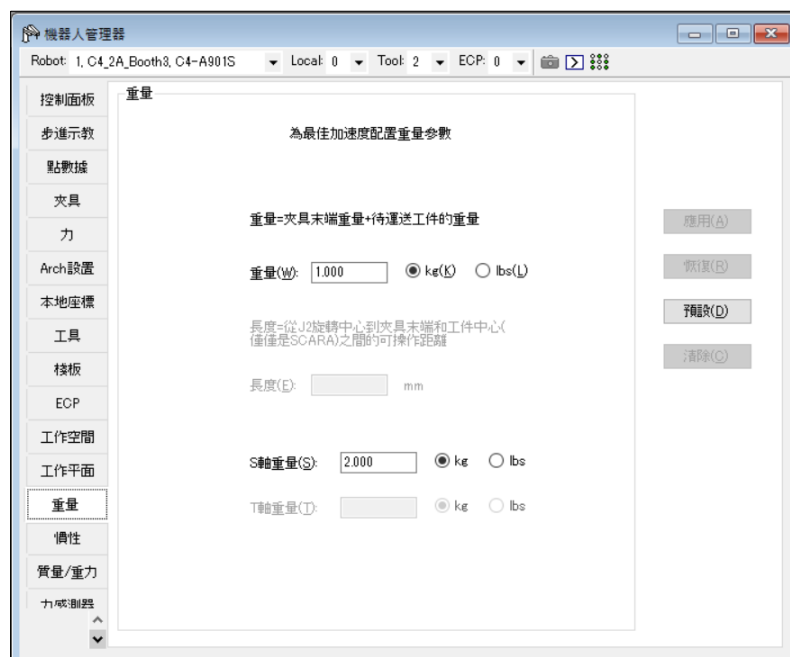 機器人管理器
Robot: 1, C4_2A_Booth3, C4-A901S Local: 0 Tool: 2 ECP: 0
控制面板
步進示教
點數據
夾具
力
Arch設置
本地座標
工具
棧板
ECP
工作空間
工作平面
重量
慣性
質量/重力
力感測器
重量
為最佳加速度配置重量參數
重量=夾具末端重量+待運送工件的重量
重量(W): 1.000 kg(K) lbs(L)
長度=從J2旋轉中心到夾具末端和工件中心(
僅僅是SCARA)之間的可操作距離
長度(E): mm
S軸重量(S): 2.000 kg lbs
T軸重量(T): kg lbs
應用(A)
恢復(R)
預設(D)
清除(C)